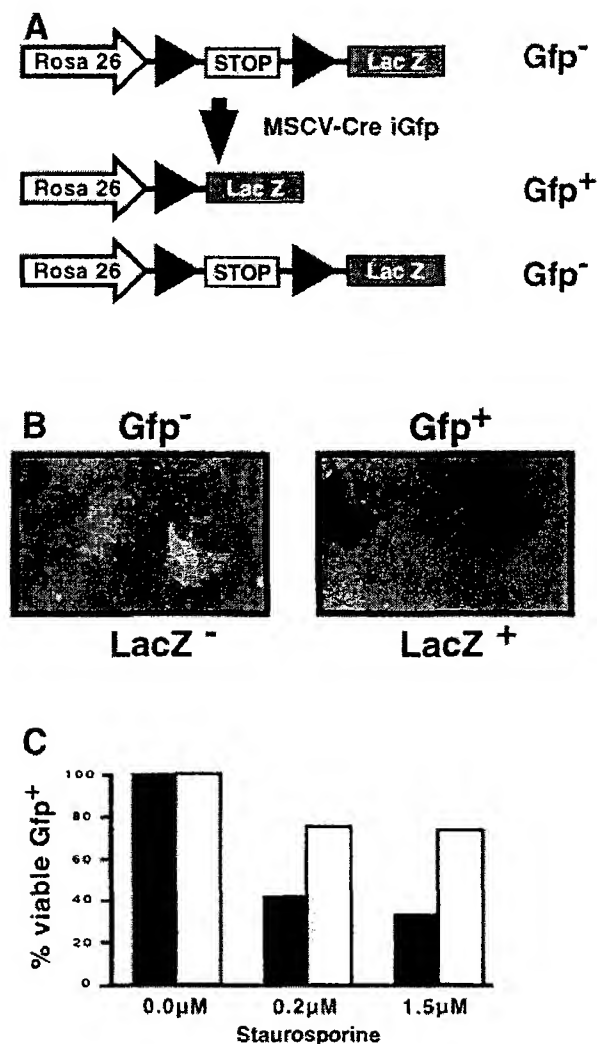 A
Rosa 26 STOP Lac Z Gfp-
MSCV-Cre iGfp
Rosa 26 Lac Z Gfp+
Rosa 26 STOP Lac Z Gfp-
B Gfp- Gfp+
LacZ - LacZ +
C
% viable Gfp+
100
80
60
40
20
0
0.0µM 0.2µM 1.5µM
Staurosporine